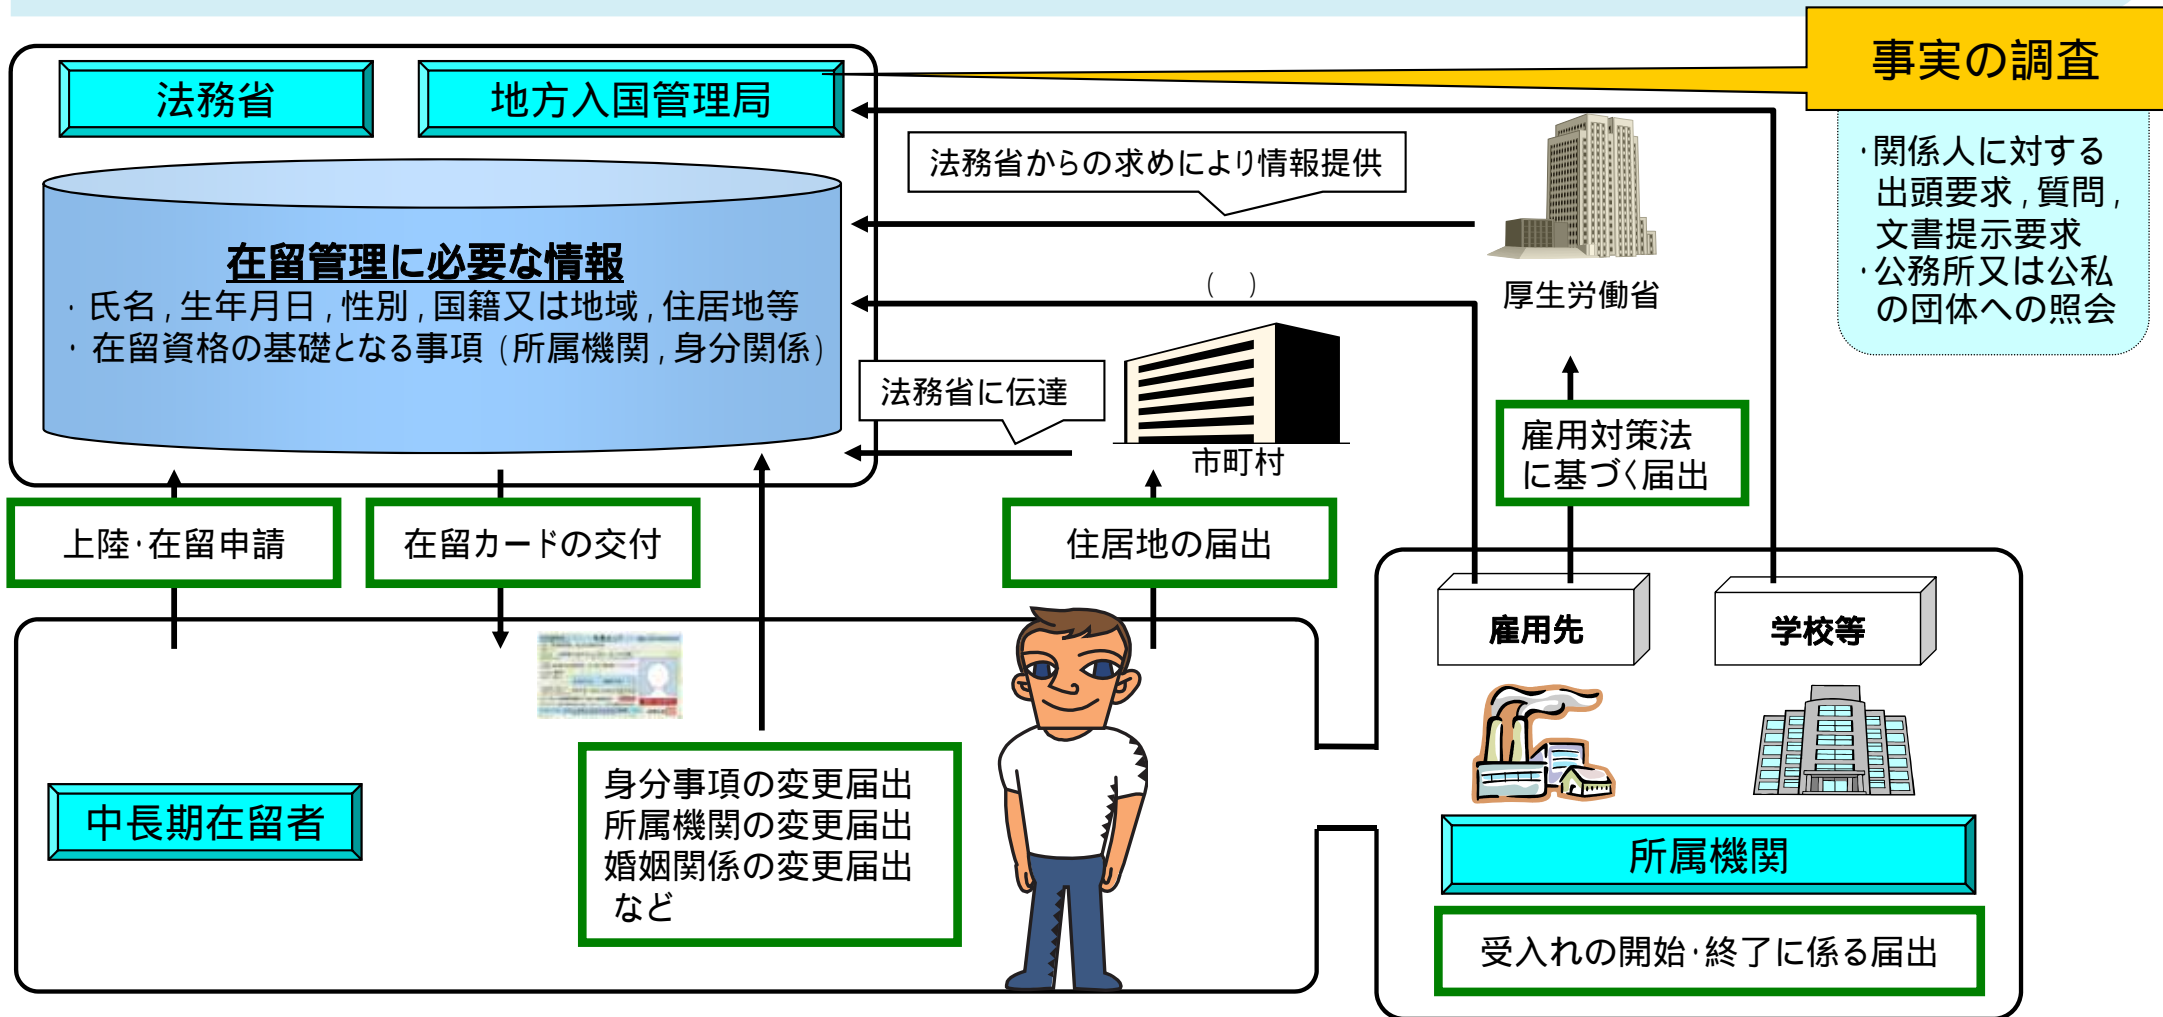 事実の調査
法務省
地方入国管理局
・関係人に対する
出頭要求,質問,
文書提示要求
・公務所又は公私
の団体への照会
法務省からの求めにより情報提供
在留管理に必要な情報
・氏名,生年月日,性別,国籍又は地域,住居地等
・在留資格の基礎となる事項(所属機関,身分関係)
( )
厚生労働省
法務省に伝達
市町村
雇用対策法
に基づく届出
上陸・在留申請
在留カードの交付
住居地の届出
雇用先
学校等
身分事項の変更届出
所属機関の変更届出
婚姻関係の変更届出
など
中長期在留者
所属機関
受入れの開始・終了に係る届出